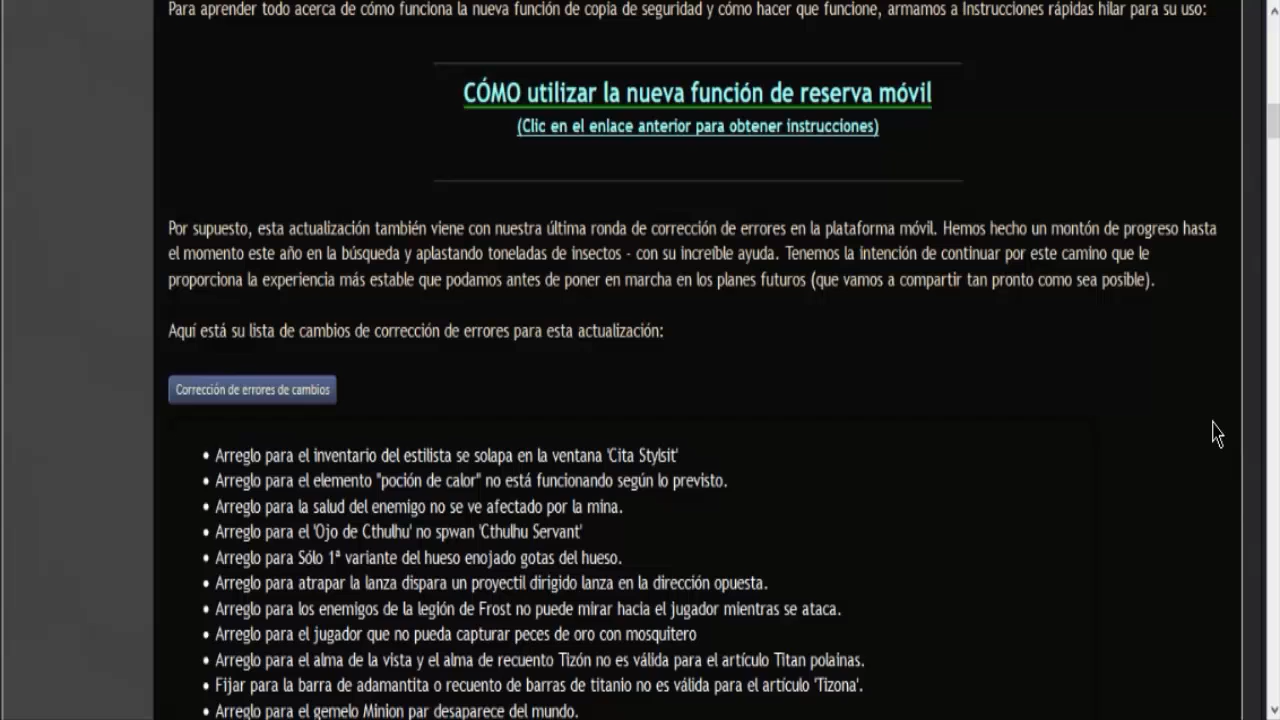 Para aprender todo acerca de cómo funciona la nueva función de copia de seguridad y cómo hacer que funcione, armamos a Instrucciones rápidas hilar para su uso:
CÓMO utilizar la nueva función de reserva móvil
(Clic en el enlace anterior para obtener instrucciones)
Por supuesto, esta actualización también viene con nuestra última ronda de corrección de errores en la plataforma móvil. Hemos hecho un montón de progreso hasta
el momento este año en la búsqueda y aplastando toneladas de insectos - con su increíble ayuda. Tenemos la intención de continuar por este camino que le
proporciona la experiencia más estable que podamos antes de poner en marcha en los planes futuros (que vamos a compartir tan pronto como sea posible).
Aquí está su lista de cambios de corrección de errores para esta actualización:
Corrección de errores de cambios
• Arreglo para el inventario del estilista se solapa en la ventana 'Cita Stylsit'
• Arreglo para el elemento "poción de calor" no está funcionando según lo previsto.
• Arreglo para la salud del enemigo no se ve afectado por la mina.
• Arreglo para el 'Ojo de Cthulhu' no spwan 'Cthulhu Servant'
• Arreglo para Sólo 1ª variante del hueso enojado gotas del hueso.
• Arreglo para atrapar la lanza dispara un proyectil dirigido lanza en la dirección opuesta.
• Arreglo para los enemigos de la legión de Frost no puede mirar hacia el jugador mientras se ataca.
• Arreglo para el jugador que no pueda capturar peces de oro con mosquitero
• Arreglo para el alma de la vista y el alma de recuento Tizón no es válida para el artículo Titan polainas.
• Fijar para la barra de adamantita o recuento de barras de titanio no es válida para el artículo 'Tizona'.
• Arreglo para el gemelo Minion par desaparece del mundo.